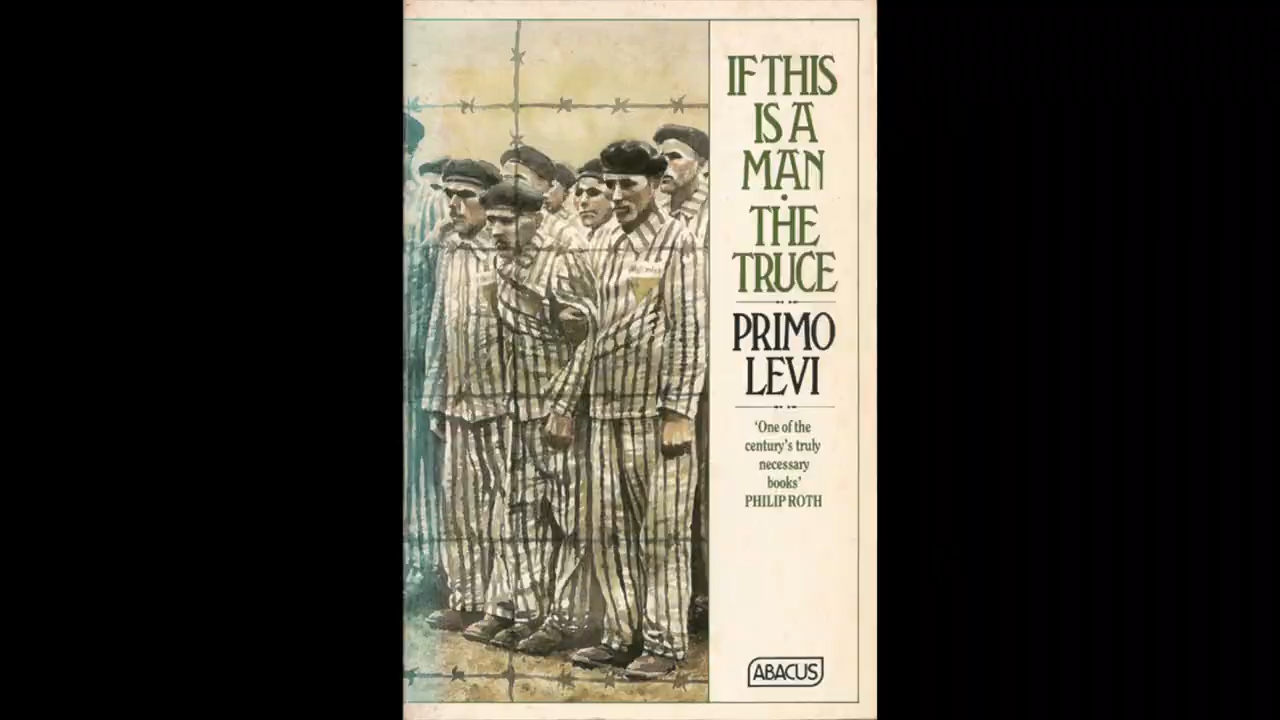 IF THIS
IS A
MAN
•
THE
TRUCE
PRIMO
LEVI
‘One of the
century’s truly
necessary
books’
PHILIP ROTH
ABACUS